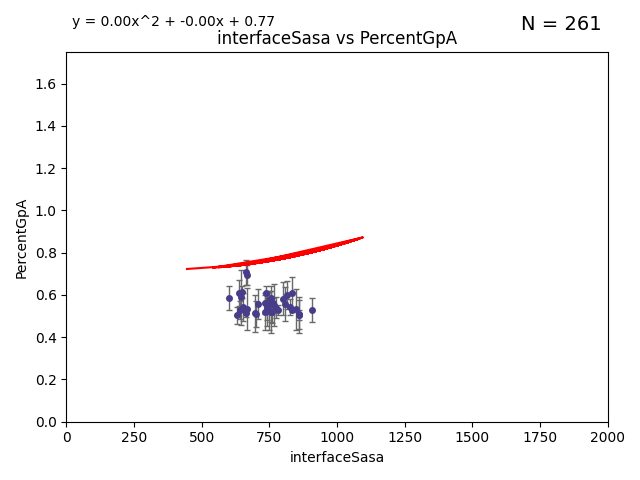 y = 0.00x^2 + -0.00x + 0.77
N = 261
interfaceSasa vs PercentGpA
PercentGpA
1.6
1.4
1.2
1.0
0.8
0.6
0.4
0.2
0.0
0 250 500 750 1000 1250 1500 1750 2000
interfaceSasa